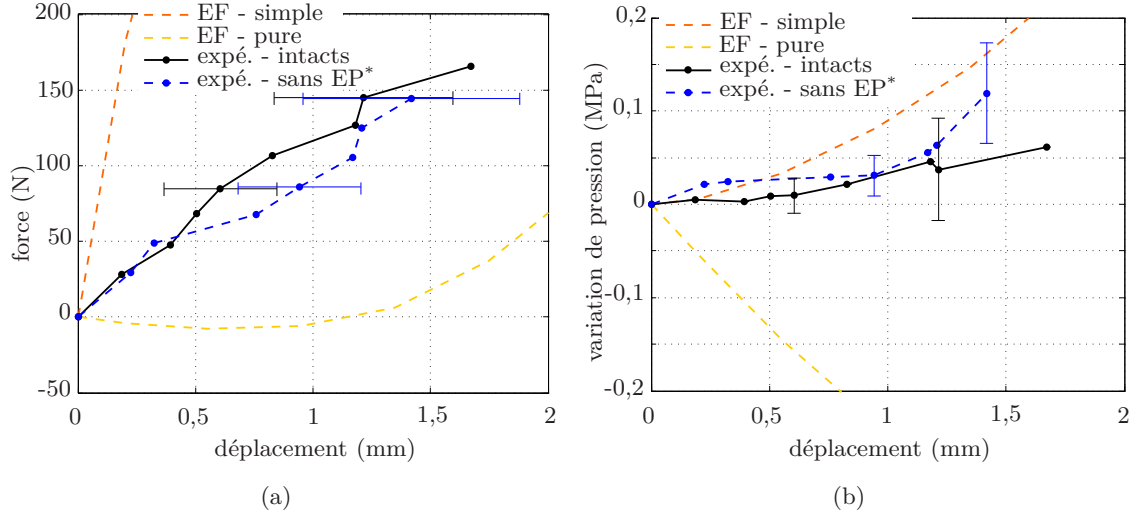 EF - simple
EF - pure
expé. - intacts
expé. - sans EP*
200
150
100
50
0
-50
force (N)
0
0,5
1
1,5
2
déplacement (mm)
(a)
EF - simple
EF - pure
expé. - intacts
expé. - sans EP*
0,2
0,1
0
-0,1
-0,2
variation de pression (MPa)
0
0,5
1
1,5
2
déplacement (mm)
(b)